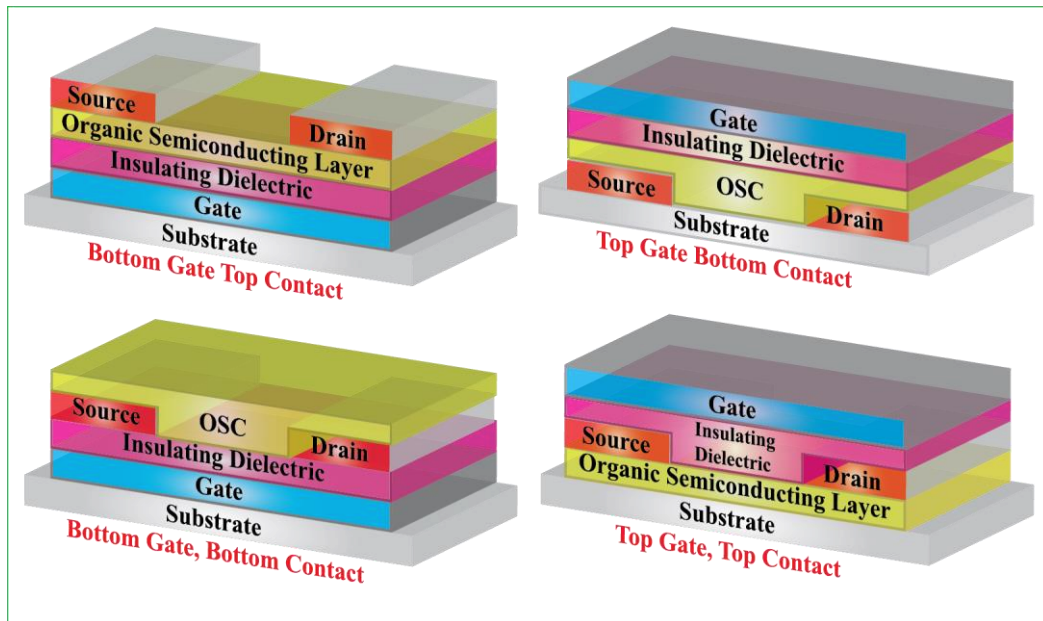 Source
Drain
Organic Semiconducting Layer
Insulating Dielectric
Gate
Substrate
Bottom Gate Top Contact
Gate
Insulating Dielectric
Source
OSC
Drain
Substrate
Top Gate Bottom Contact
Source
OSC
Drain
Insulating Dielectric
Gate
Substrate
Bottom Gate, Bottom Contact
Gate
Insulating
Dielectric
Source
Drain
Organic Semiconducting Layer
Substrate
Top Gate, Top Contact